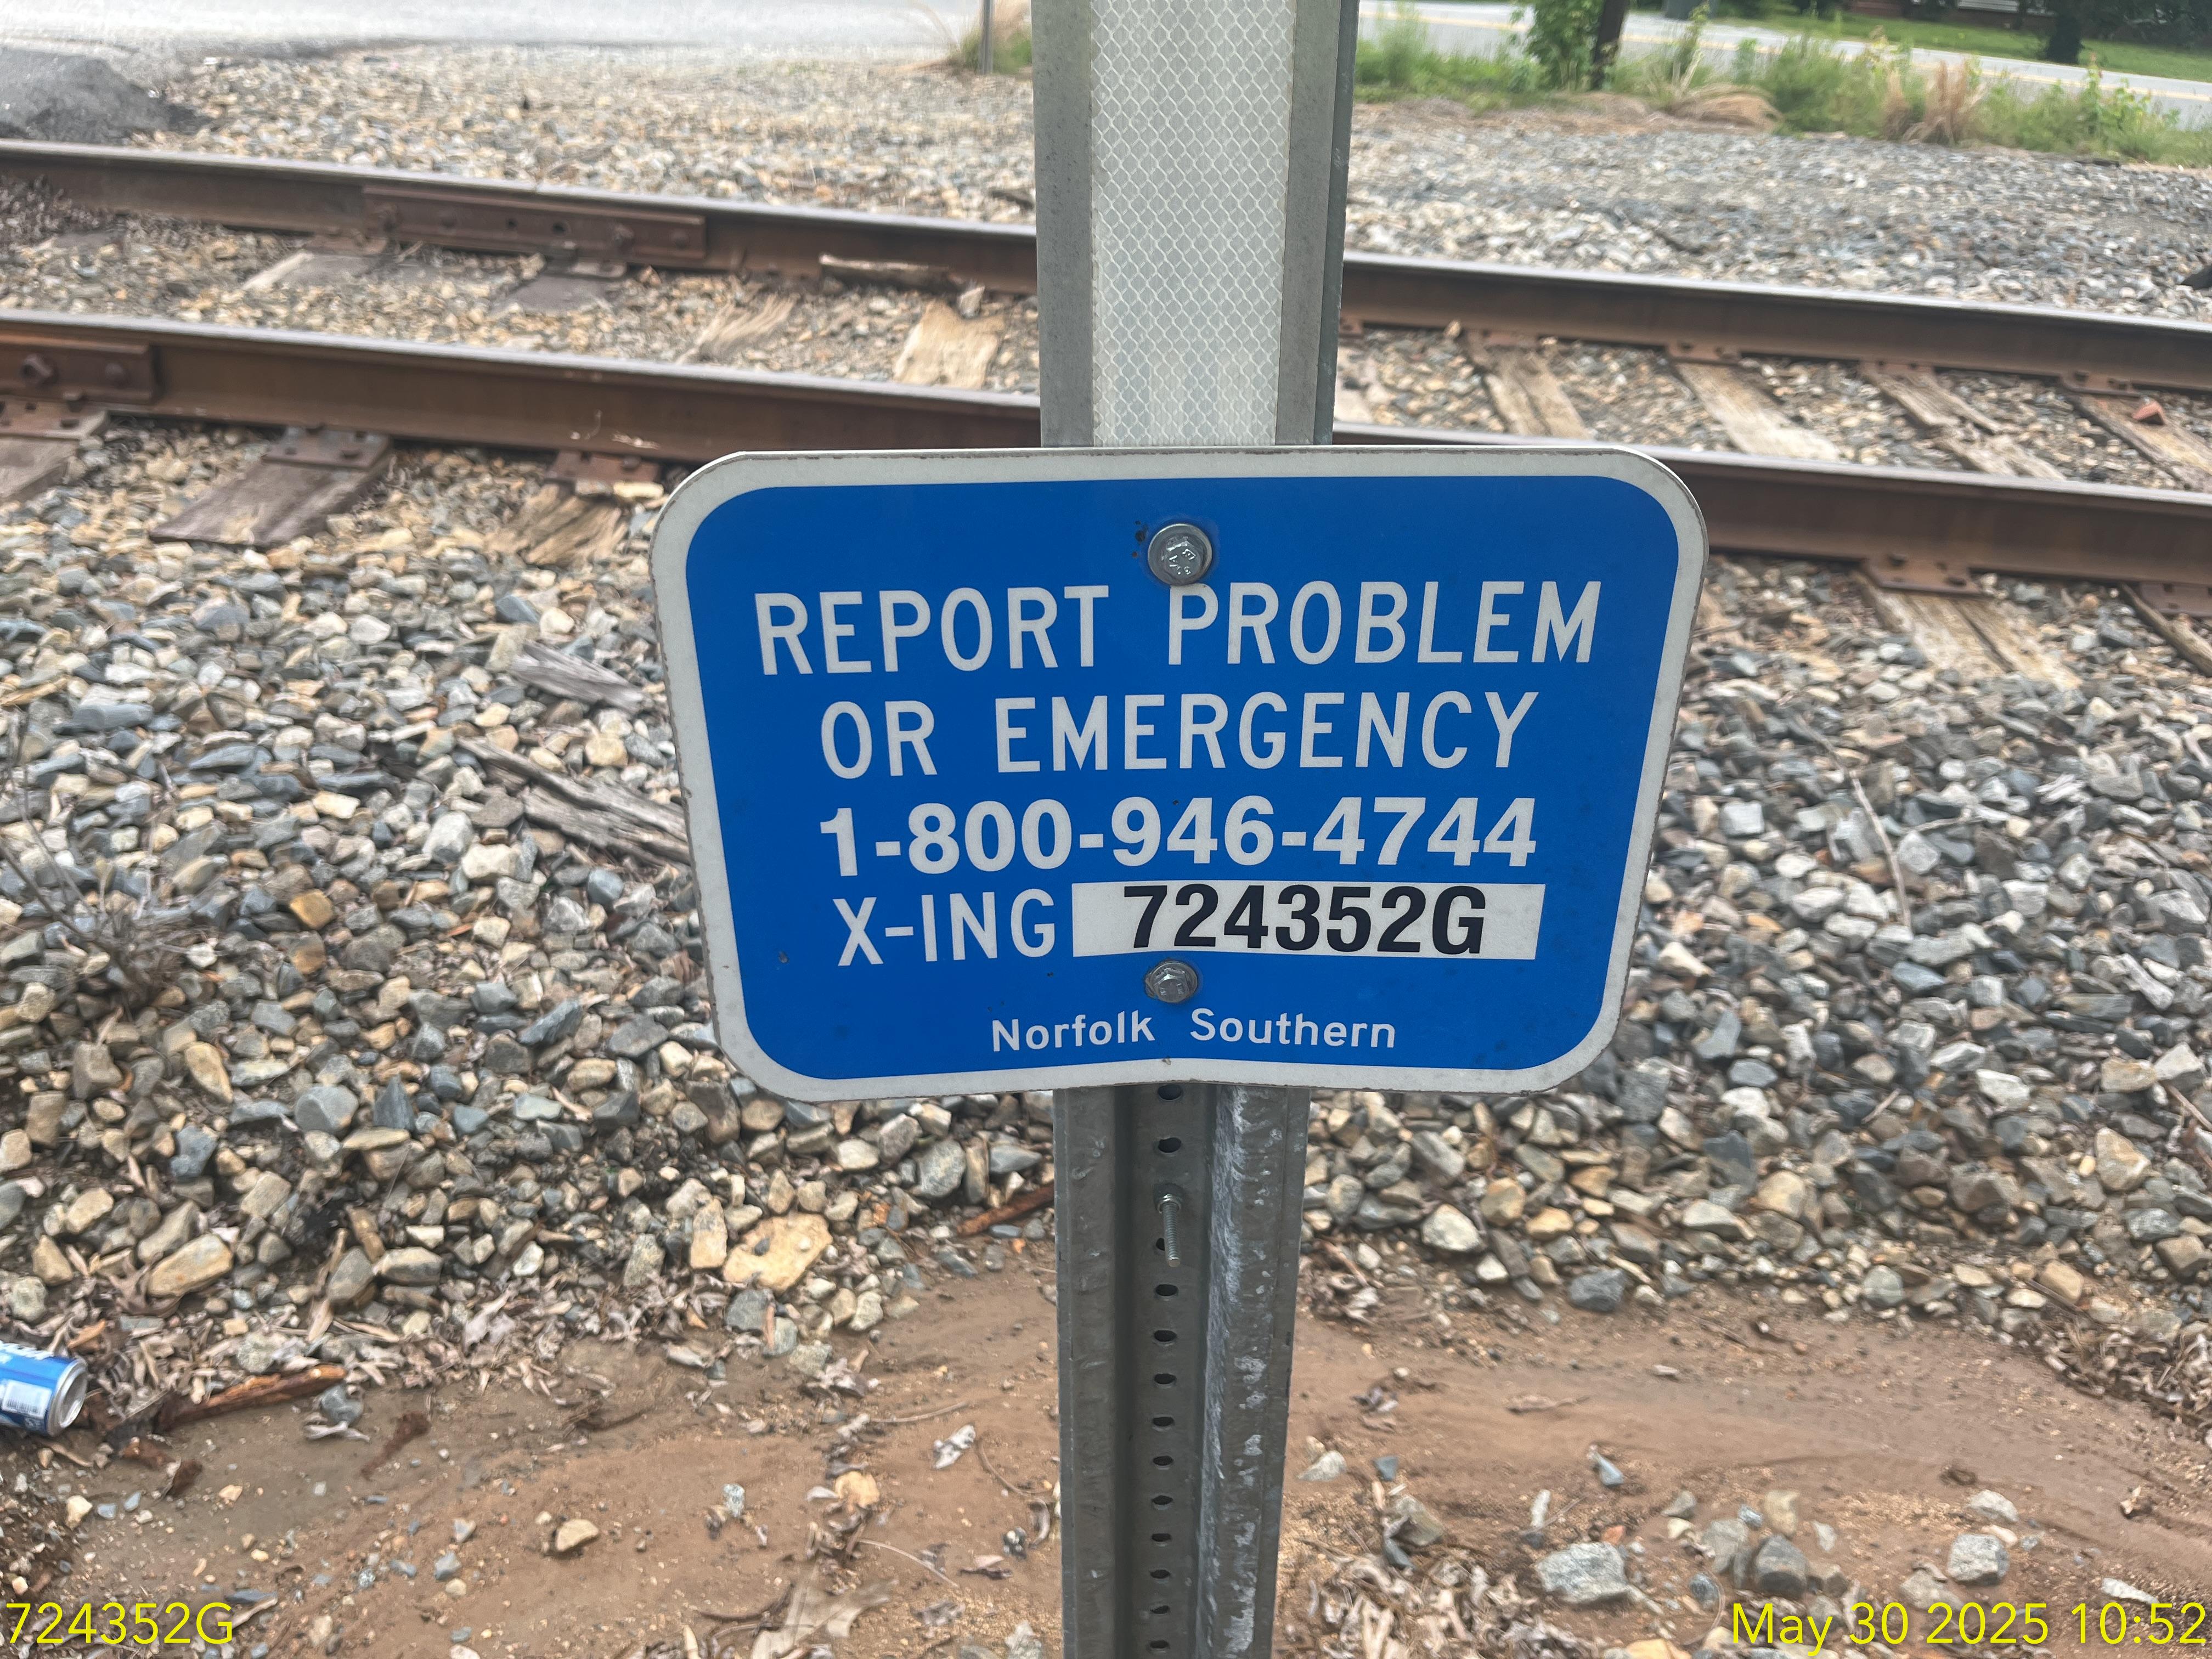 REPORT PROBLEM
OR EMERGENCY
1-800-946-4744
X-ING 724352G
Norfolk Southern
724352G
May 30 2025 10:52